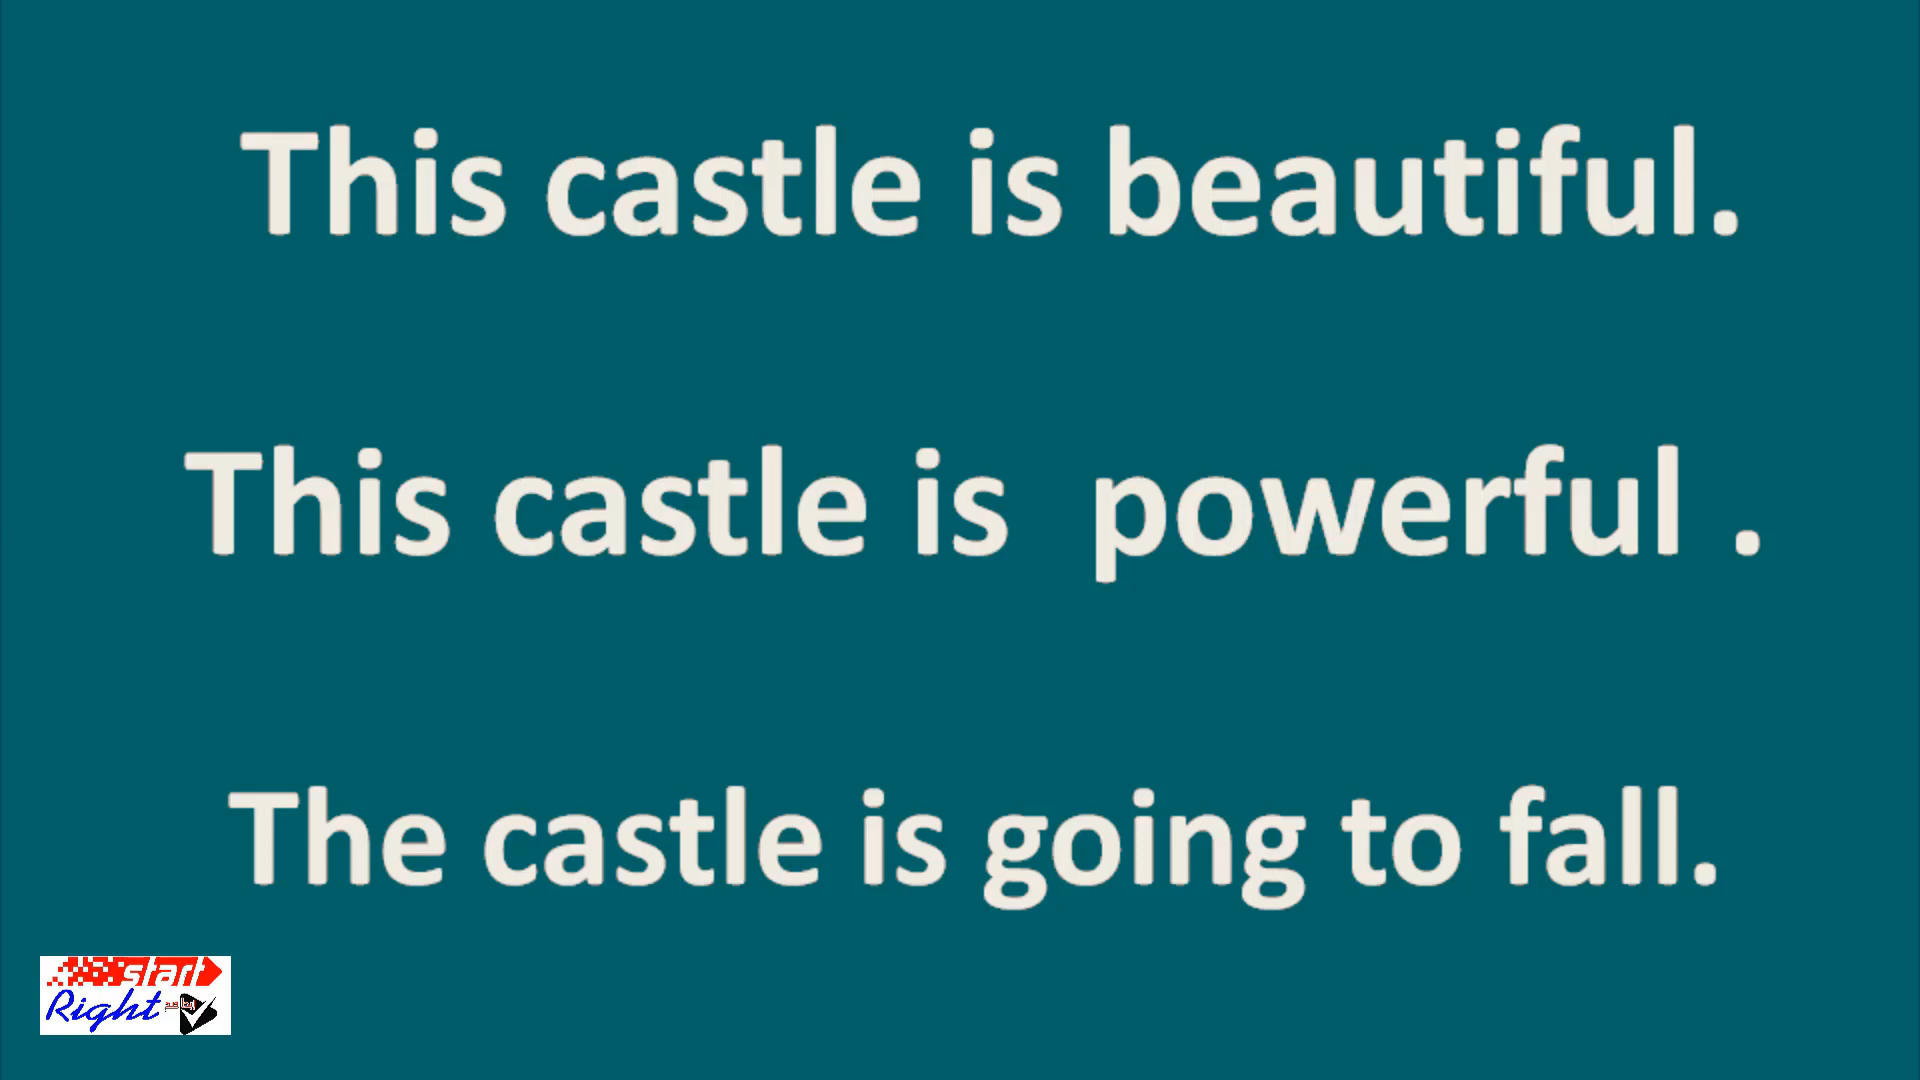 This castle is beautiful.
This castle is  powerful .
The castle is going to fall.
start
Right